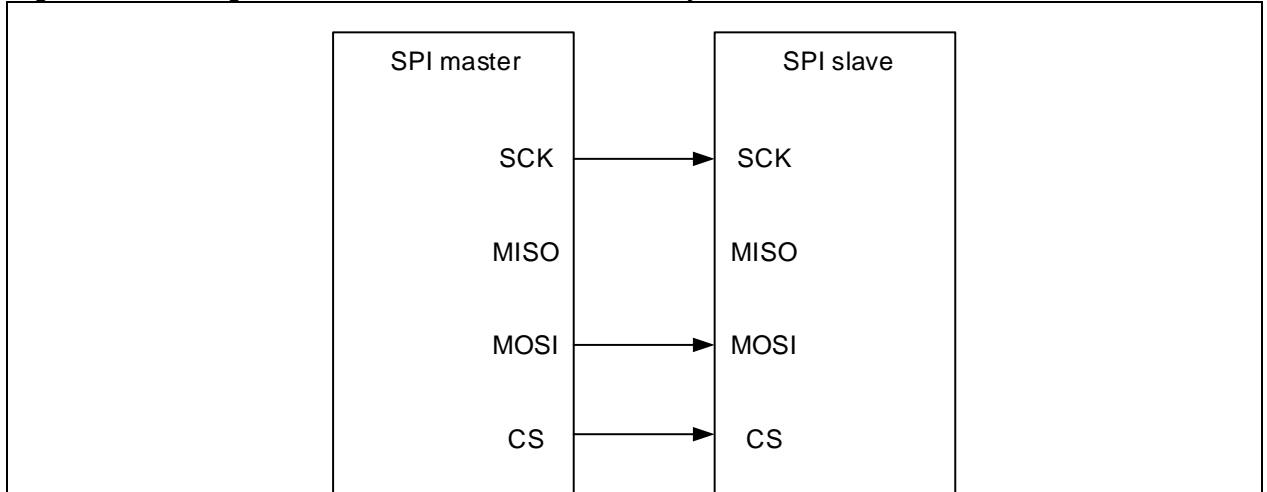 SPI master SPI slave
SCK SCK
MISO MISO
MOSI MOSI
CS CS